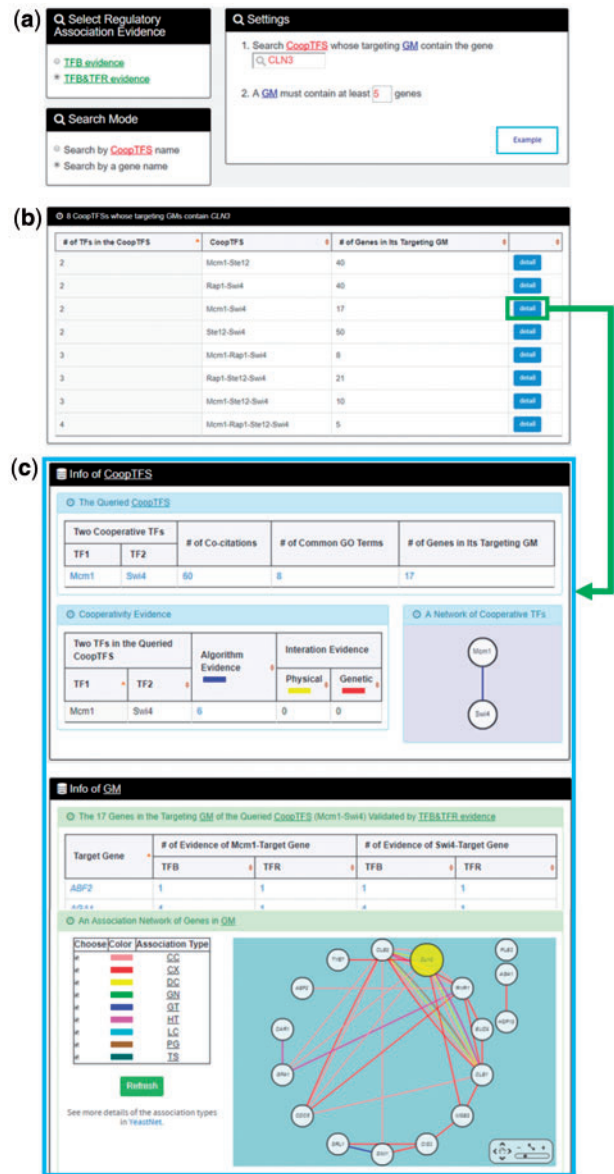 (a)
Select Regulatory
Association Evidence
TFB evidence
TFB&TFR evidence
Search Mode
Search by CoopTFS name
Search by a gene name
Settings
1. Search CoopTFS whose targeting GM contain the gene
CLN3
2. A GM must contain at least 5 genes
Example
(b)
8 CoopTFSs whose targeting GMs contain CLN3
# of TFs in the CoopTFS CoopTFS # of Genes in Its Targeting GM
2 Mcm1-Ste12 40 detail
2 Rap1-Swi4 40 detail
2 Mcm1-Swi4 17 detail
2 Ste12-Swi4 50 detail
3 Mcm1-Rap1-Swi4 8 detail
3 Rap1-Ste12-Swi4 21 detail
3 Mcm1-Ste12-Swi4 10 detail
4 Mcm1-Rap1-Ste12-Swi4 5 detail
(c)
Info of CoopTFS
The Queried CoopTFS
Two Cooperative TFs # of Co-citations # of Common GO Terms # of Genes in Its Targeting GM
TF1 TF2
Mcm1 Swi4 60 8 17
Cooperativity Evidence
Two TFs in the Queried CoopTFS Algorithm Evidence Interation Evidence
TF1 TF2 Physical Genetic
Mcm1 Swi4 6 0 0
A Network of Cooperative TFs
Mcm1
Swi4
Info of GM
The 17 Genes in the Targeting GM of the Queried CoopTFS (Mcm1-Swi4) Validated by TFB&TFR evidence
Target Gene # of Evidence of Mcm1-Target Gene # of Evidence of Swi4-Target Gene
TFB TFR TFB TFR
ABF2 1 1 1 1
An Association Network of Genes in GM
Choose Color Association Type
CC
CX
DC
GN
GT
HT
LC
PG
TS
Refresh
See more details of the association types
in YeastNet.